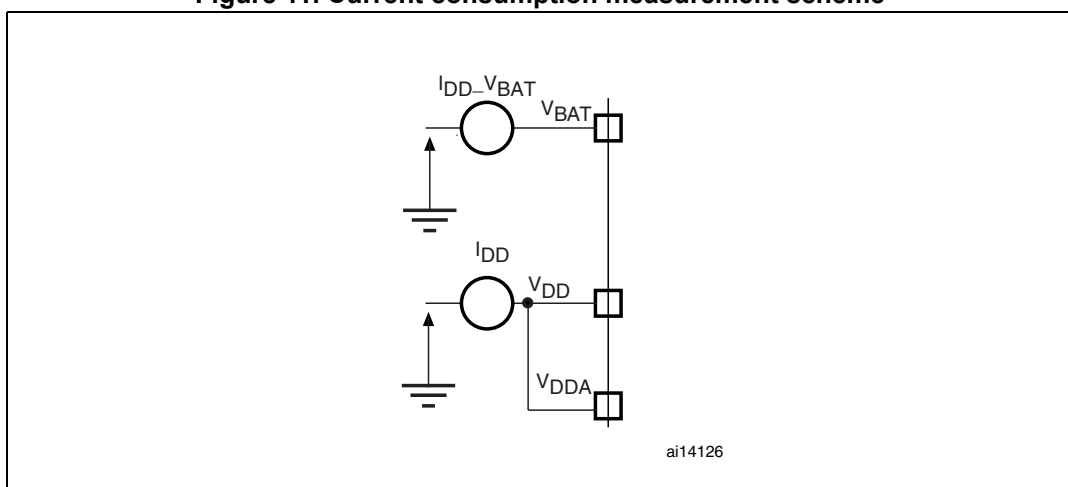 Figure 11. Current consumption measurement scheme
IDD_VBAT
VBAT
IDD
VDD
VDDA
ai14126